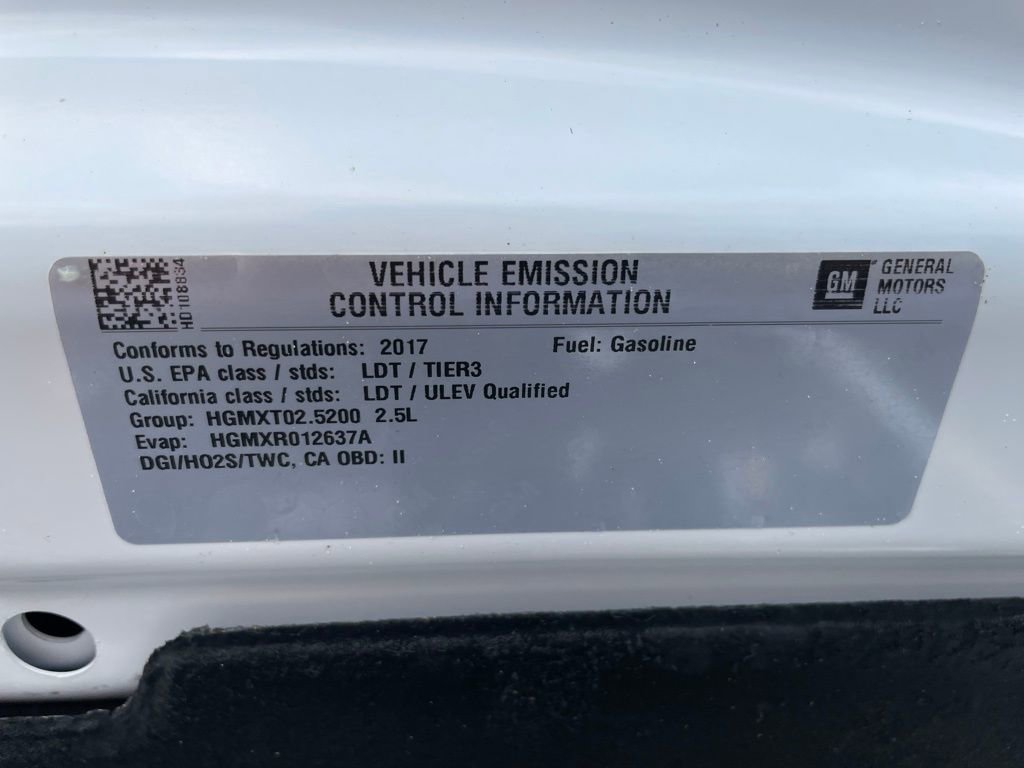 HD108834
VEHICLE EMISSION
CONTROL INFORMATION
GM
GENERAL
MOTORS
LLC
Conforms to Regulations: 2017 Fuel: Gasoline
U.S. EPA class / stds: LDT / TIER3
California class / stds: LDT / ULEV Qualified
Group: HGMXT02.5200 2.5L
Evap: HGMXR012637A
DGI/HO2S/TWC, CA OBD: II